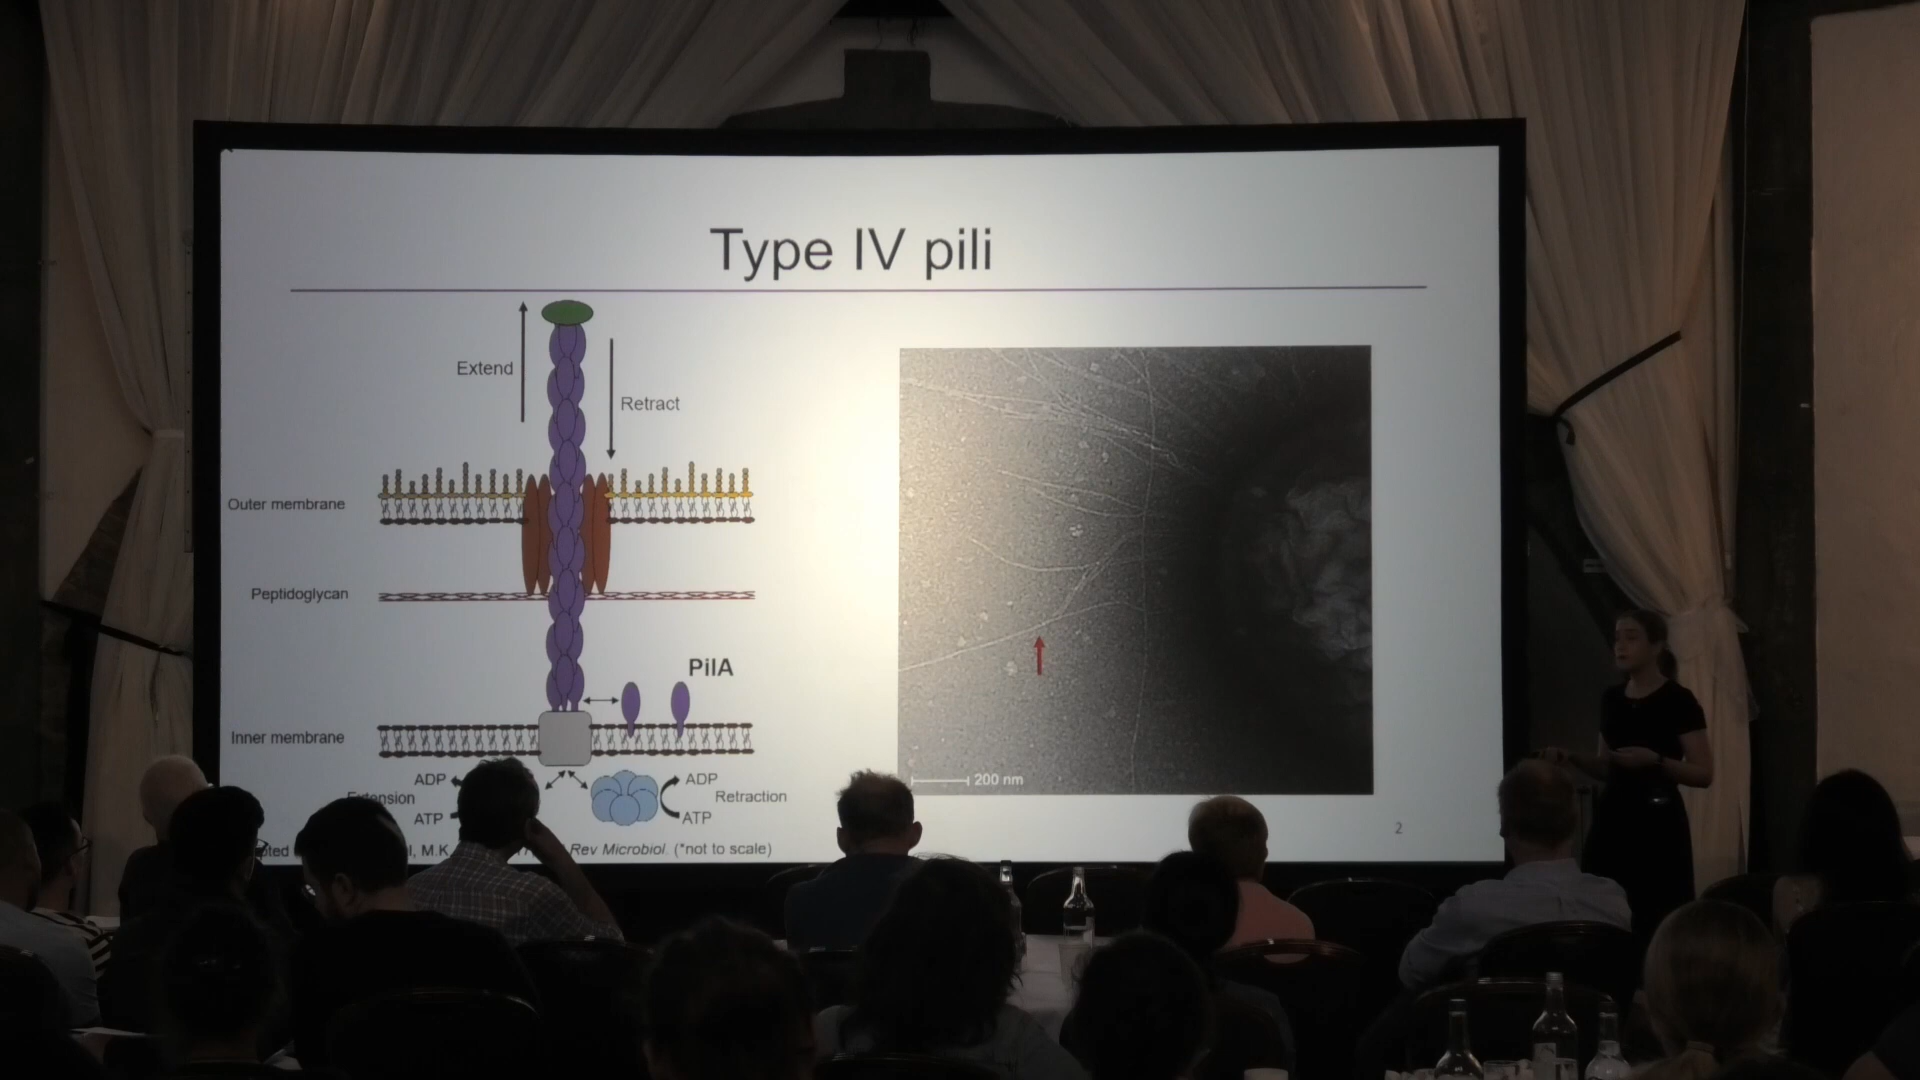 Type IV pili
Extend
Retract
Outer membrane
Peptidoglycan
PilA
Inner membrane
ADP
Extension
ATP
ADP
Retraction
ATP
M.K. Rev Microbiol. (*not to scale)
200 nm
2